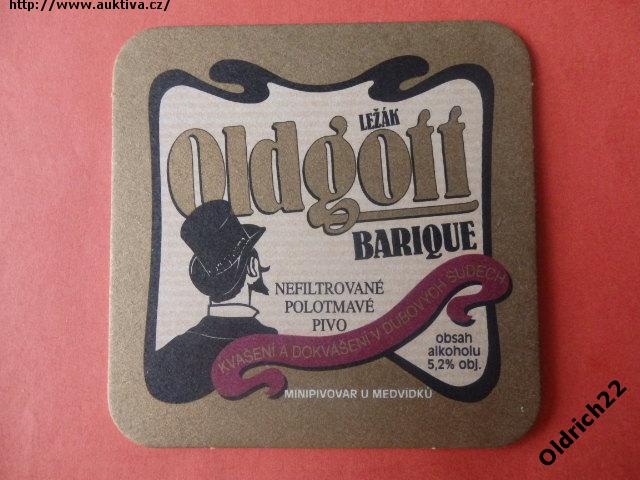 http://www.auktiva.cz/
LEŽÁK
Oldgott
BARIQUE
NEFILTROVANÉ
POLOTMAVÉ
PIVO
KVAŠENÍ A DOKVÁŠENÍ V DUBOVÝCH SUDECH
obsah
alkoholu
5,2% obj.
MINIPIVOVAR U MEDVÍDKŮ
Oldrich22